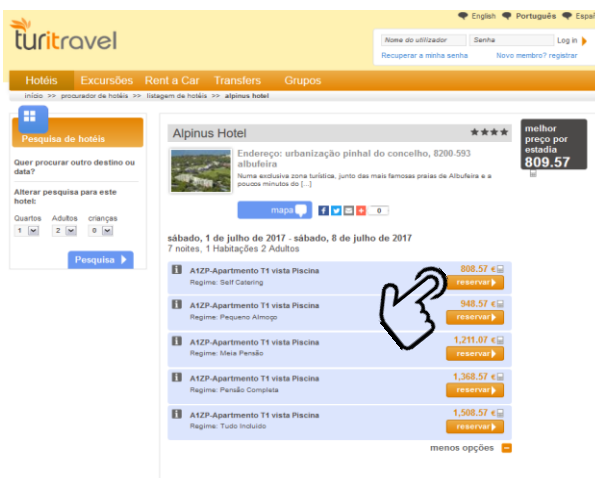 English Português Españ
turitravel
Nome do utilizador Senha Log in
Recuperar a minha senha Novo membro? registrar
Hotéis Excursões Rent a Car Transfers Grupos
início >> procurador de hotéis >> listagem de hotéis >> alpinus hotel
Pesquisa de hotéis
Quer procurar outro destino ou
data?
Alterar pesquisa para este
hotel:
Quartos Adultos crianças
1 2 0
Pesquisa
Alpinus Hotel ★★★★
Endereço: urbanização pinhal do concelho, 8200-593
albufeira
Numa exclusiva zona turística, junto das mais famosas praias de Albufeira e a
poucos minutos do [...]
mapa 0
melhor
preço por
estadia
809.57
sábado, 1 de julho de 2017 - sábado, 8 de julho de 2017
7 noites, 1 Habitações 2 Adultos
A1ZP-Apartmento T1 vista Piscina 808.57 €
Regime: Self Catering reservar
A1ZP-Apartmento T1 vista Piscina 948.57 €
Regime: Pequeno Almoço reservar
A1ZP-Apartmento T1 vista Piscina 1,211.07 €
Regime: Meia Pensão reservar
A1ZP-Apartmento T1 vista Piscina 1,368.57 €
Regime: Pensão Completa reservar
A1ZP-Apartmento T1 vista Piscina 1,508.57 €
Regime: Tudo Incluido reservar
menos opções